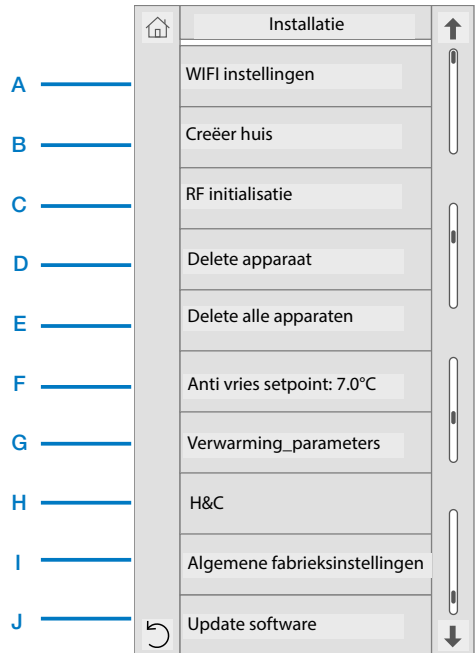 Installatie
A WIFI instellingen
B Creëer huis
C RF initialisatie
D Delete apparaat
E Delete alle apparaten
F Anti vries setpoint: 7.0°C
G Verwarming_parameters
H H&C
I Algemene fabrieksinstellingen
J Update software